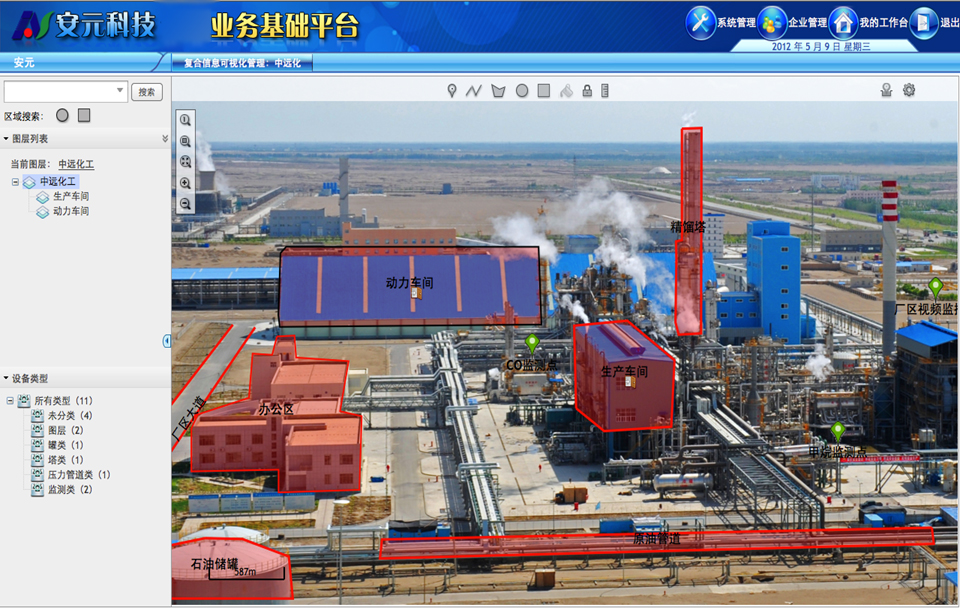 安元科技
业务基础平台
系统管理
企业管理
我的工作台
退出
2012 年 5 月 9 日 星期三
安元
复合信息可视化管理：中远化
搜索
区域搜索：
图层列表
当前图层： 中远化工
中远化工
生产车间
动力车间
设备类型
所有类型（11）
未分类（4）
图层（2）
罐类（1）
塔类（1）
压力管道类（1）
监测类（2）
精馏塔
动力车间
厂区视频监控
CO监测点
生产车间
厂区大道
办公区
甲烷监测点
原油管道
石油储罐
587m